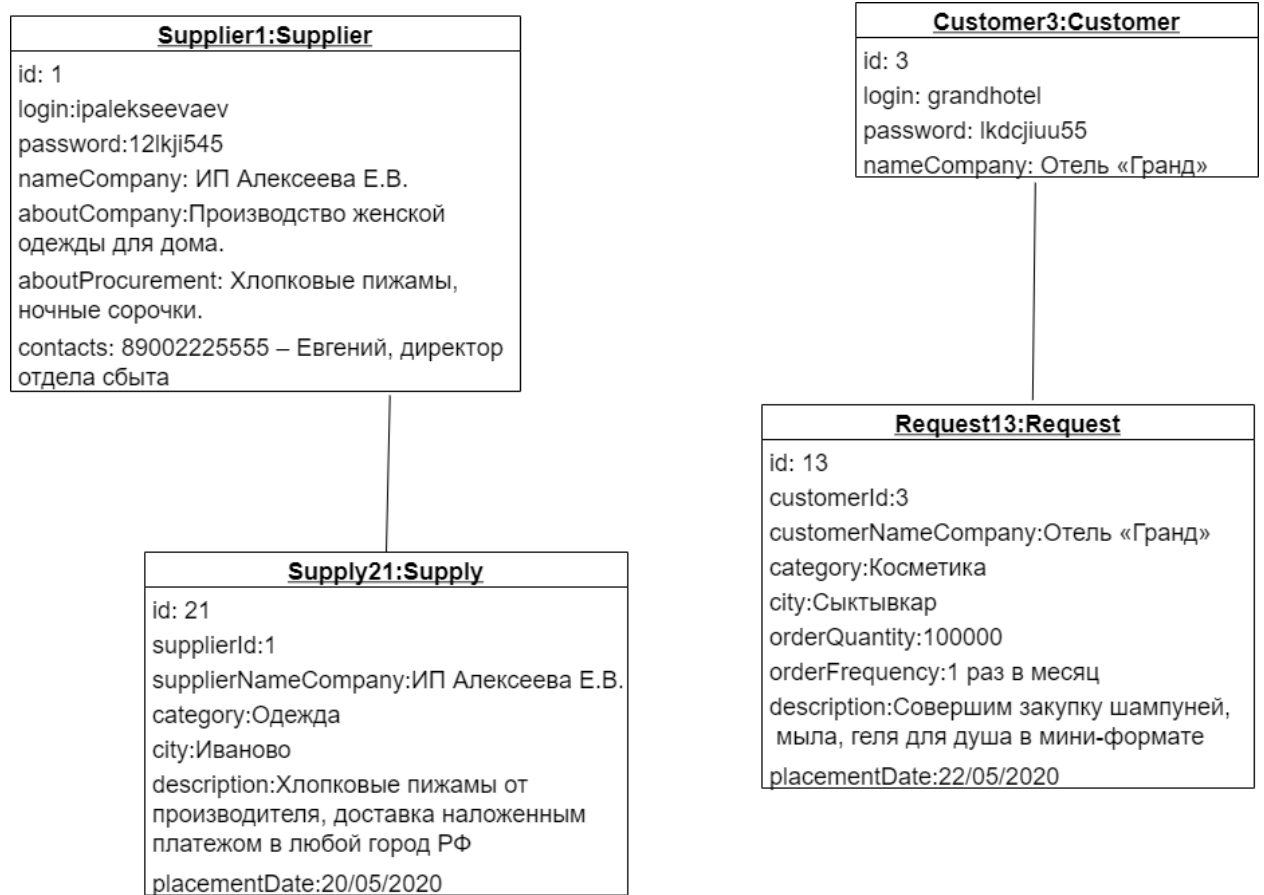 Supplier1:Supplier
id: 1
login:ipalekseevaev
password:12lkji545
nameCompany: ИП Алексеева Е.В.
aboutCompany:Производство женской
одежды для дома.
aboutProcurement: Хлопковые пижамы,
ночные сорочки.
contacts: 89002225555 – Евгений, директор
отдела сбыта
Customer3:Customer
id: 3
login: grandhotel
password: lkdcjiuu55
nameCompany: Отель «Гранд»
Supply21:Supply
id: 21
supplierId:1
supplierNameCompany:ИП Алексеева Е.В.
category:Одежда
city:Иваново
description:Хлопковые пижамы от
производителя, доставка наложенным
платежом в любой город РФ
placementDate:20/05/2020
Request13:Request
id: 13
customerId:3
customerNameCompany:Отель «Гранд»
category:Косметика
city:Сыктывкар
orderQuantity:100000
orderFrequency:1 раз в месяц
description:Совершим закупку шампуней,
мыла, геля для душа в мини-формате
placementDate:22/05/2020